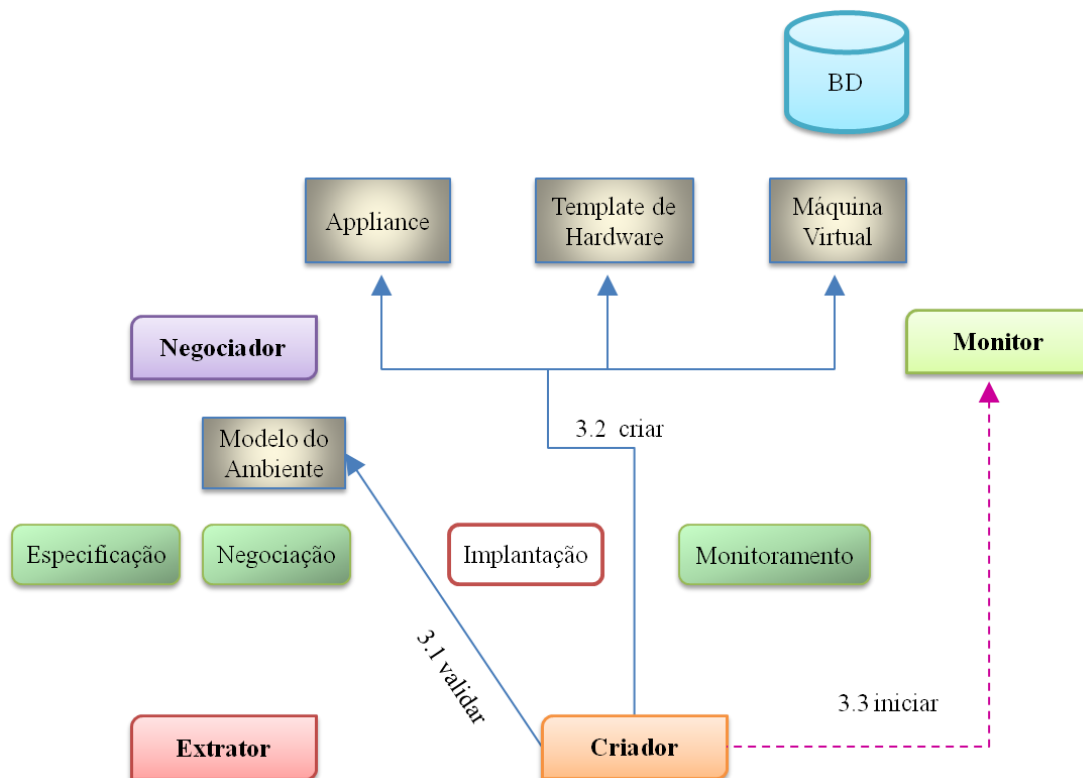 BD
Appliance
Template de
Hardware
Máquina
Virtual
Negociador
Monitor
3.2 criar
Modelo do
Ambiente
Especificação
Negociação
Implantação
Monitoramento
3.1 validar
3.3 iniciar
Extrator
Criador